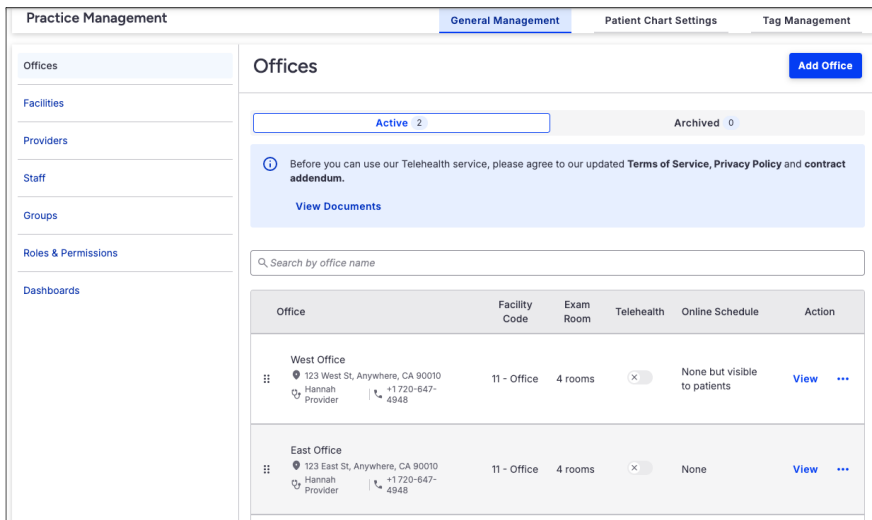 Practice Management
General Management
Patient Chart Settings
Tag Management
Offices
Facilities
Providers
Staff
Groups
Roles & Permissions
Dashboards
Offices
Add Office
Active 2
Archived 0
Before you can use our Telehealth service, please agree to our updated Terms of Service, Privacy Policy and contract
addendum.
View Documents
Search by office name
Office
Facility
Code
Exam
Room
Telehealth
Online Schedule
Action
West Office
123 West St, Anywhere, CA 90010
Hannah
Provider
+1 720-647-
4948
11 - Office
4 rooms
None but visible
to patients
View
East Office
123 East St, Anywhere, CA 90010
Hannah
Provider
+1 720-647-
4948
11 - Office
4 rooms
None
View